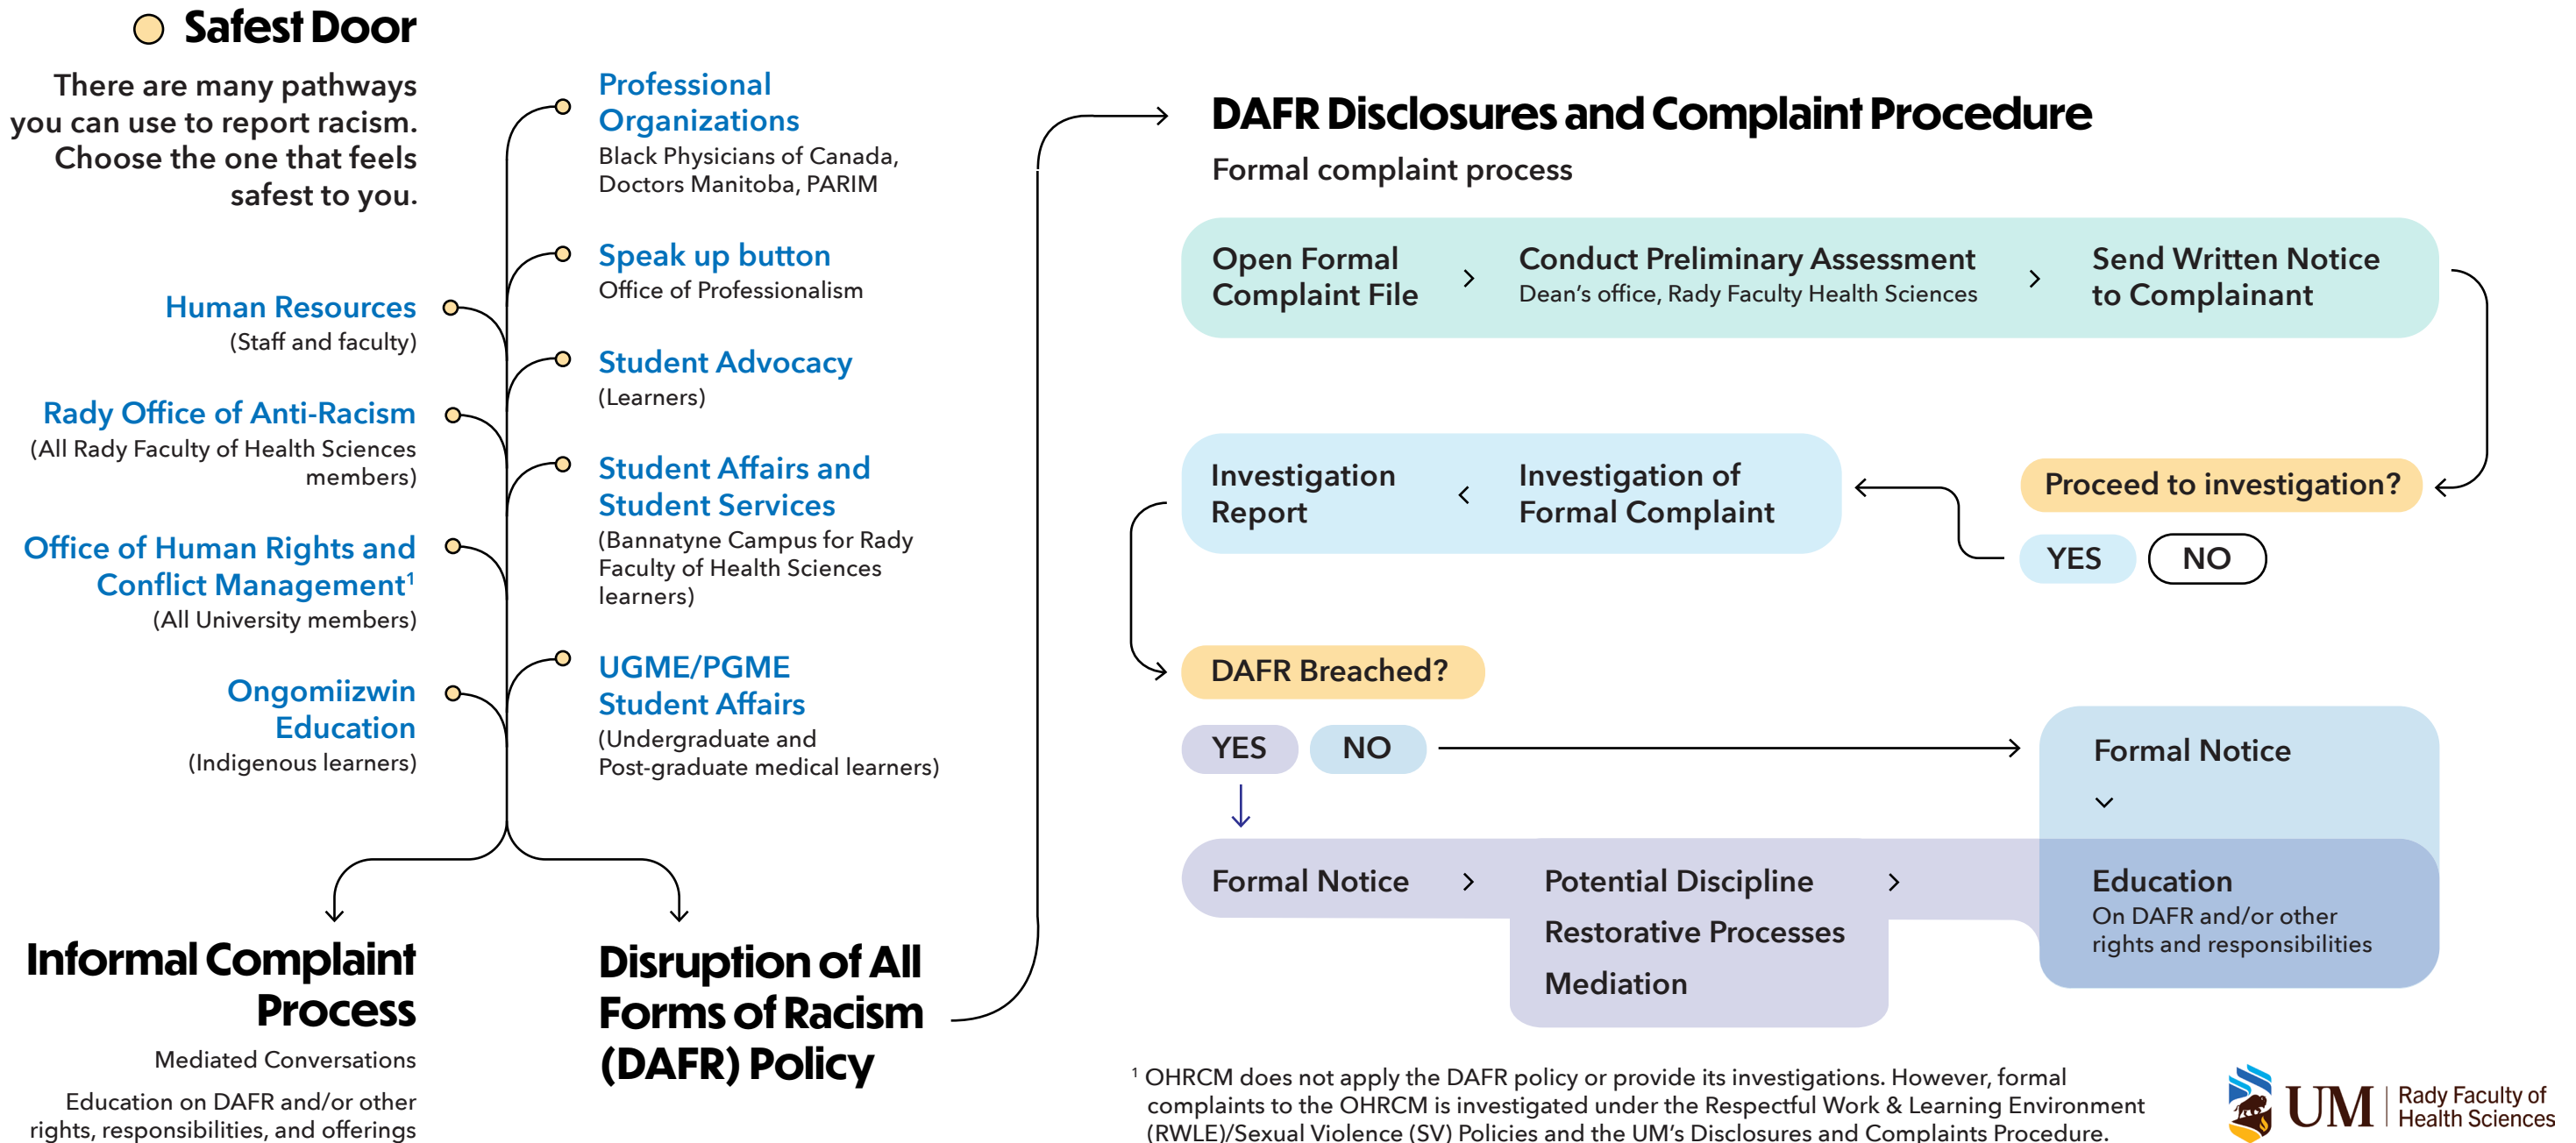 Safest Door
There are many pathways
you can use to report racism.
Choose the one that feels
safest to you.
Human Resources
(Staff and faculty)
Rady Office of Anti-Racism
(All Rady Faculty of Health Sciences
members)
Office of Human Rights and
Conflict Management¹
(All University members)
Ongomiizwin
Education
(Indigenous learners)
Professional
Organizations
Black Physicians of Canada,
Doctors Manitoba, PARIM
Speak up button
Office of Professionalism
Student Advocacy
(Learners)
Student Affairs and
Student Services
(Bannatyne Campus for Rady
Faculty of Health Sciences
learners)
UGME/PGME
Student Affairs
(Undergraduate and
Post-graduate medical learners)
Informal Complaint
Process
Mediated Conversations
Education on DAFR and/or other
rights, responsibilities, and offerings
Disruption of All
Forms of Racism
(DAFR) Policy
DAFR Disclosures and Complaint Procedure
Formal complaint process
Open Formal
Complaint File
>
Conduct Preliminary Assessment
Dean's office, Rady Faculty Health Sciences
>
Send Written Notice
to Complainant
Proceed to investigation?
YES NO
Investigation of
Formal Complaint
<
Investigation
Report
DAFR Breached?
YES NO
Formal Notice
Formal Notice
>
Potential Discipline
Restorative Processes
Mediation
>
Education
On DAFR and/or other
rights and responsibilities
¹ OHRCM does not apply the DAFR policy or provide its investigations. However, formal
complaints to the OHRCM is investigated under the Respectful Work & Learning Environment
(RWLE)/Sexual Violence (SV) Policies and the UM's Disclosures and Complaints Procedure.
UM
Rady Faculty of
Health Sciences